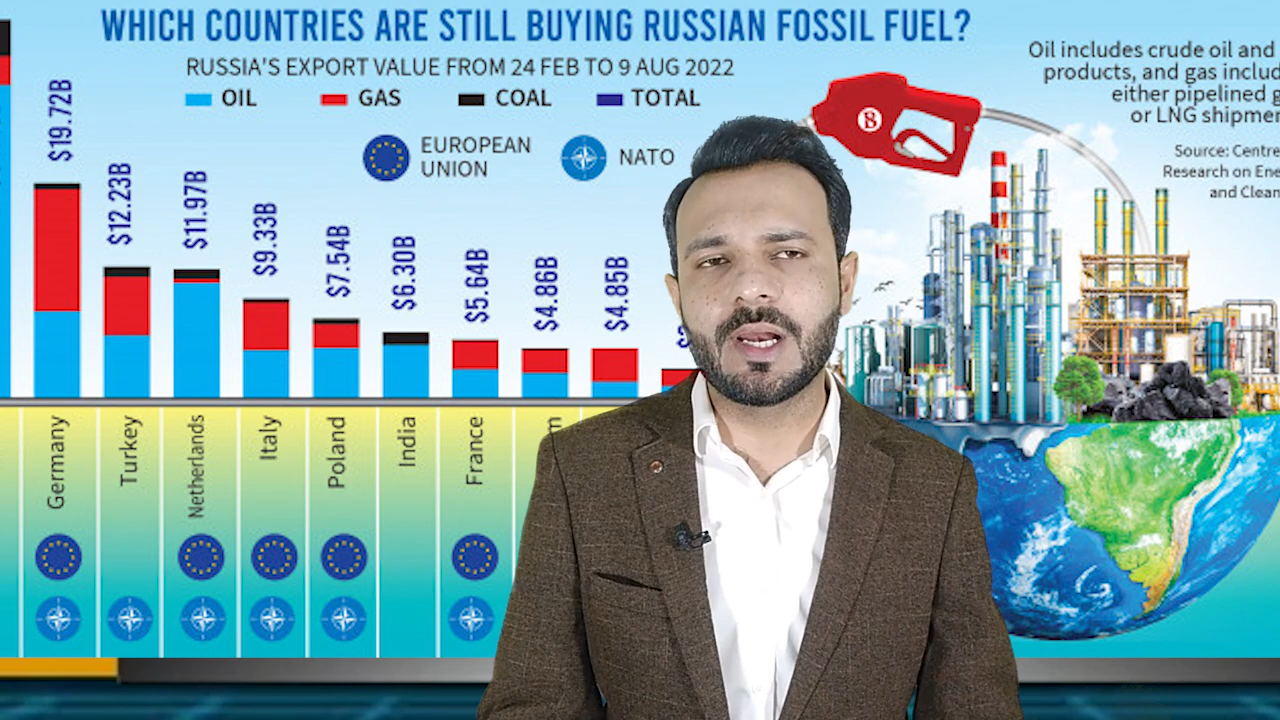 WHICH COUNTRIES ARE STILL BUYING RUSSIAN FOSSIL FUEL?
RUSSIA'S EXPORT VALUE FROM 24 FEB TO 9 AUG 2022
OIL GAS COAL TOTAL
EUROPEAN
UNION
NATO
Oil includes crude oil and
products, and gas includ
either pipelined g
or LNG shipmen
Source: Centre
Research on Ene
and Clean
$19.72B
$12.23B
$11.97B
$9.33B
$7.54B
$6.30B
$5.64B
$4.86B
$4.85B
Germany
Turkey
Netherlands
Italy
Poland
India
France
m